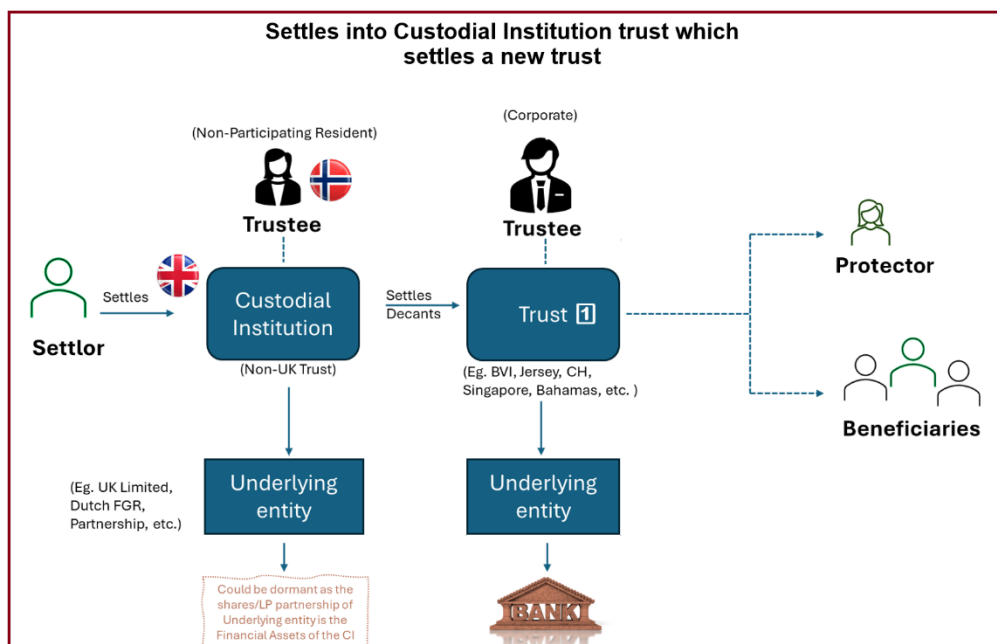 Settles into Custodial Institution trust which
settles a new trust
(Non-Participating Resident)
Trustee
(Corporate)
Trustee
Settlor
Settles
Custodial
Institution
(Non-UK Trust)
Settles
Decants
Trust 1
(Eg. BVI, Jersey, CH,
Singapore, Bahamas, etc. )
Protector
Beneficiaries
(Eg. UK Limited,
Dutch FGR,
Partnership, etc.)
Underlying
entity
Underlying
entity
Could be dormant as the
shares/LP partnership of
Underlying entity is the
Financial Assets of the CI
BANK